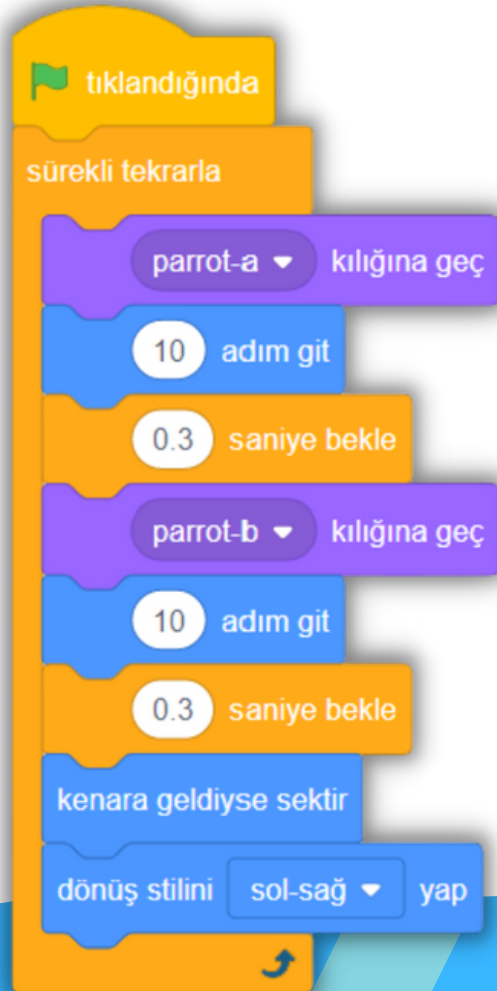 tıklandığında
sürekli tekrarla
parrot-a kılığına geç
10 adım git
0.3 saniye bekle
parrot-b kılığına geç
10 adım git
0.3 saniye bekle
kenara geldiyse sektir
dönüş stilini sol-sağ yap